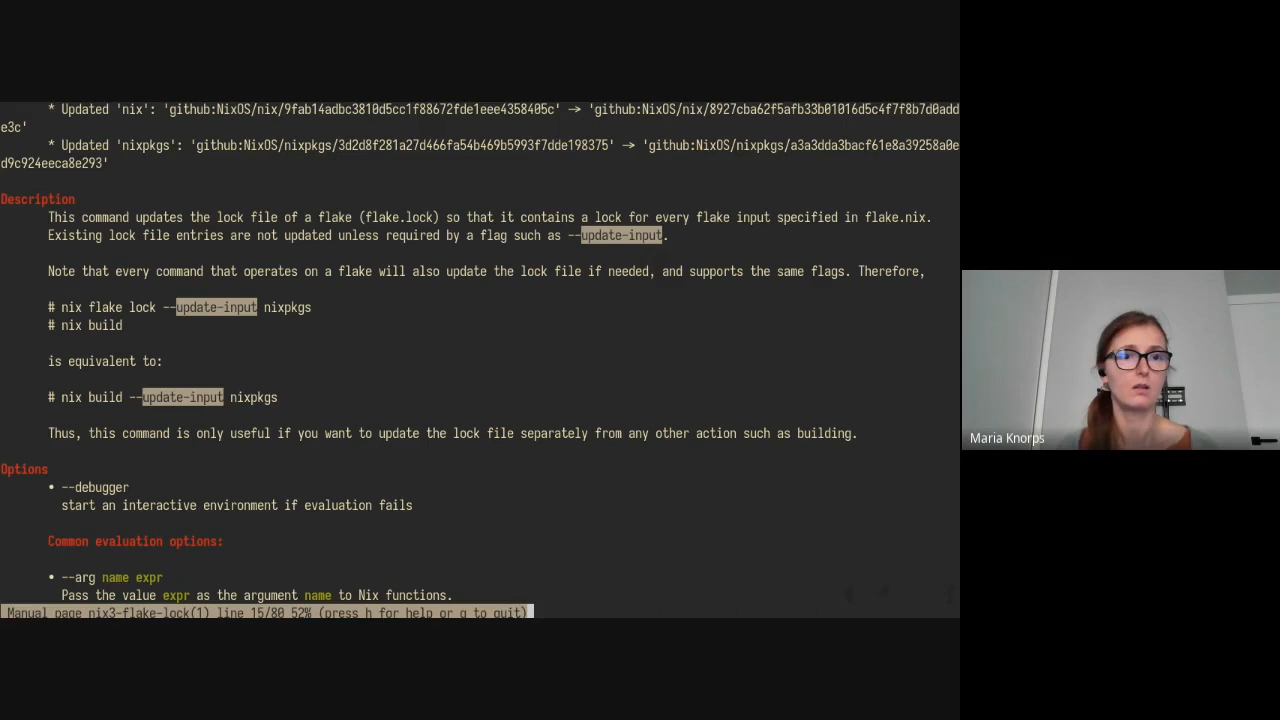 * Updated 'nix': 'github:NixOS/nix/9fab14adbc3810d5cc1f88672fde1eee4358405c' → 'github:NixOS/nix/8927cba62f5afb33b01016d5c4f7f8b7d0add
e3c'
* Updated 'nixpkgs': 'github:NixOS/nixpkgs/3d2d8f281a27d466fa54b469b5993f7dde198375' → 'github:NixOS/nixpkgs/a3a3dda3bacf61e8a39258a0e
d9c924eeca8e293'
Description
This command updates the lock file of a flake (flake.lock) so that it contains a lock for every flake input specified in flake.nix.
Existing lock file entries are not updated unless required by a flag such as --update-input.
Note that every command that operates on a flake will also update the lock file if needed, and supports the same flags. Therefore,
# nix flake lock --update-input nixpkgs
# nix build
is equivalent to:
# nix build --update-input nixpkgs
Thus, this command is only useful if you want to update the lock file separately from any other action such as building.
Options
• --debugger
start an interactive environment if evaluation fails
Common evaluation options:
• --arg name expr
Pass the value expr as the argument name to Nix functions.
Manual page nix3-flake-lock(1) line 15/80 52% (press h for help or q to quit)
Maria Knorps